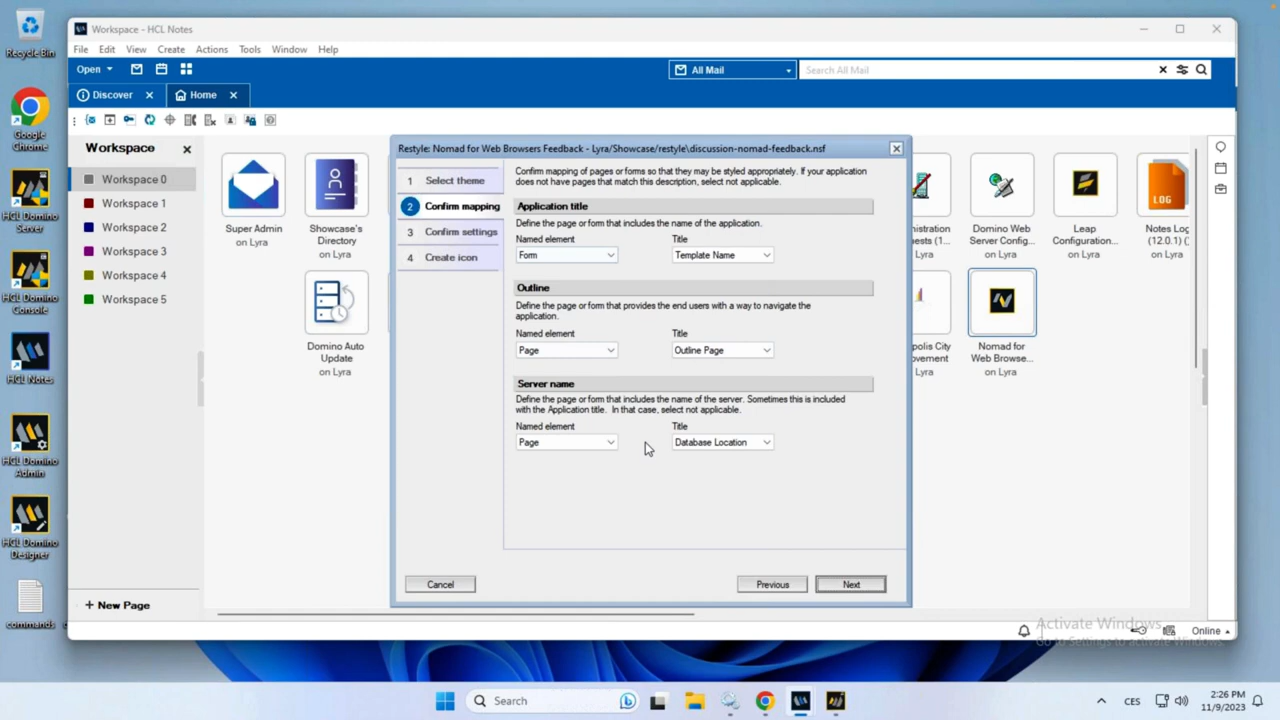 Recycle Bin
Google
Chrome
HCL Domino
Server
HCL Domino
Console
HCL Notes
HCL Domino
Admin
HCL Domino
Designer
commands
Workspace - HCL Notes
File Edit View Create Actions Tools Window Help
Open
All Mail
Search All Mail
Discover
Home
Workspace
Workspace 0
Workspace 1
Workspace 2
Workspace 3
Workspace 4
Workspace 5
+ New Page
Super Admin
on Lyra
Showcase's
Directory
on Lyra
Domino Auto
Update
on Lyra
Restyle: Nomad for Web Browsers Feedback - Lyra/Showcase/restyle\discussion-nomad-feedback.nsf
1 Select theme
2 Confirm mapping
3 Confirm settings
4 Create icon
Confirm mapping of pages or forms so that they may be styled appropriately. If your application
does not have pages that match this description, select not applicable.
Application title
Define the page or form that includes the name of the application.
Named element Title
Form Template Name
Outline
Define the page or form that provides the end users with a way to navigate the
application.
Named element Title
Page Outline Page
Server name
Define the page or form that includes the name of the server. Sometimes this is included
with the Application title. In that case, select not applicable.
Named element Title
Page Database Location
Cancel Previous Next
nistration
ests (1...
Lyra
Domino Web
Server Config...
on Lyra
Leap
Configuration...
on Lyra
LOG
Notes Log
(12.0.1) (
on Lyra
polis City
ovement
Lyra
Nomad for
Web Browse...
on Lyra
Activate Windows
Go to Settings to activate Windows.
Online
Search
CES
2:26 PM
11/9/2023